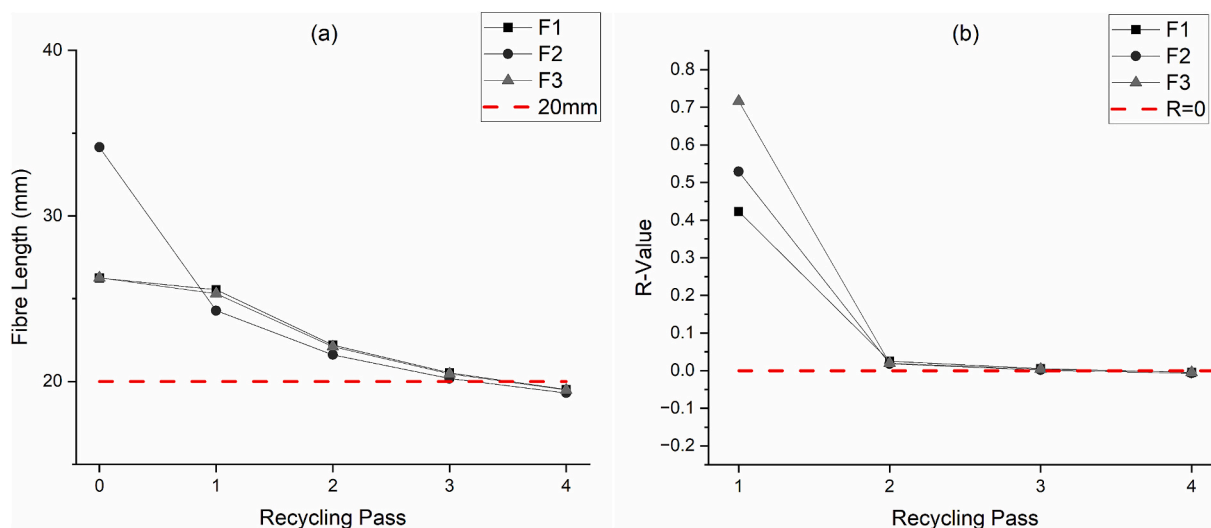 (a)
F1
F2
F3
20mm
40
30
20
Fibre Length (mm)
0 1 2 3 4
Recycling Pass
(b)
F1
F2
F3
R=0
0.8
0.7
0.6
0.5
0.4
0.3
0.2
0.1
0.0
−0.1
−0.2
R-Value
1 2 3 4
Recycling Pass